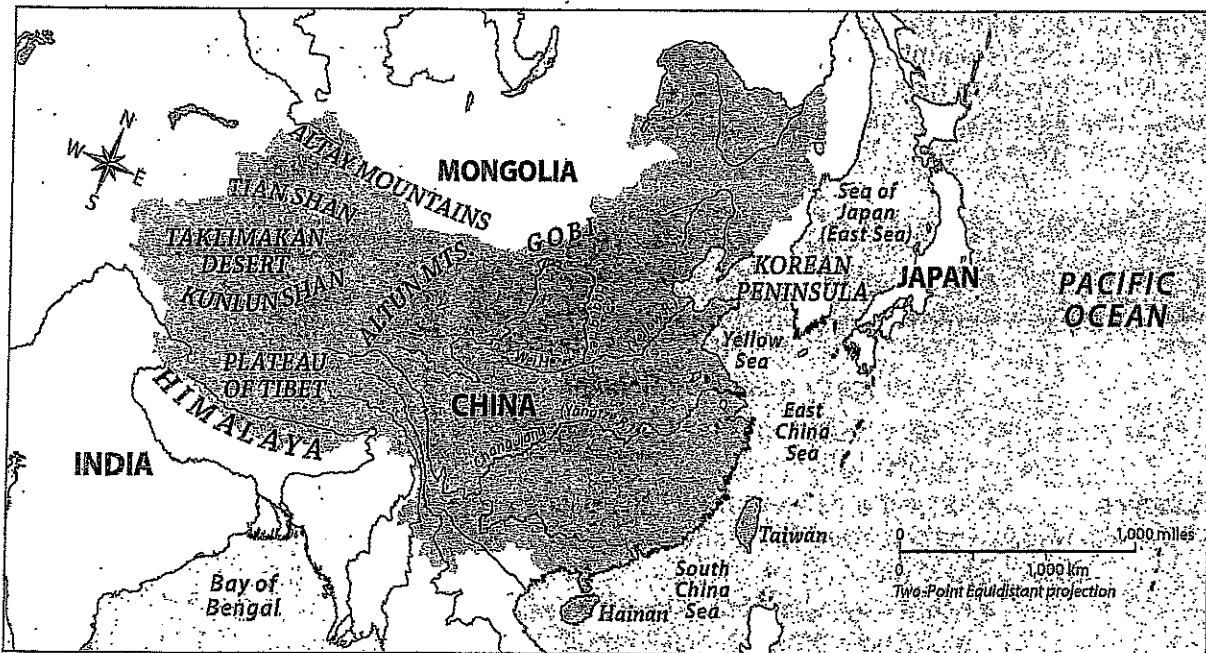 N
W
E
S
ALTAY MOUNTAINS
MONGOLIA
TIAN SHAN
TAKLIMAKAN
DESERT
KUNLUN SHAN
ALTUN MTS.
GOBI
Sea of
Japan
(East Sea)
KOREAN
PENINSULA
JAPAN
PACIFIC
OCEAN
Yellow
Sea
PLATEAU
OF TIBET
HIMALAYA
CHINA
Chang Jiang
(Yangtze)
East
China
Sea
INDIA
Taiwan
0
1,000 miles
0
1,000 km
Two-Point Equidistant projection
Bay of
Bengal
South
China
Sea
Hainan